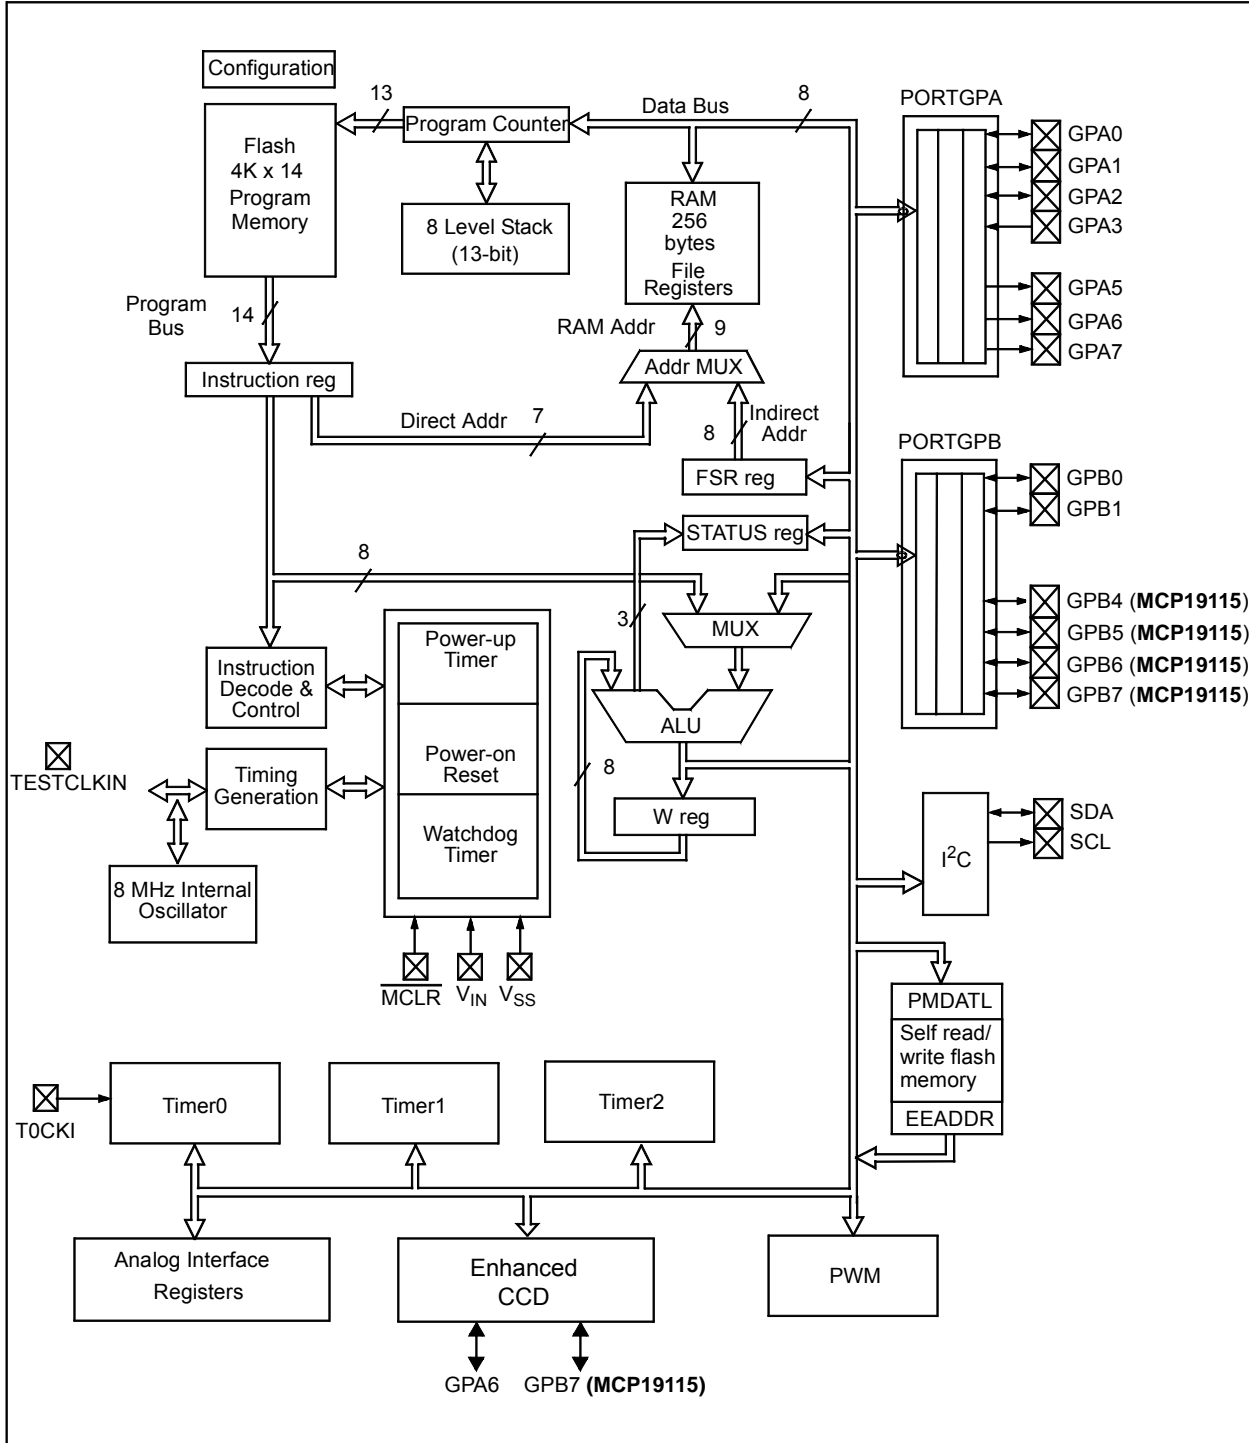 Configuration
Flash
4K x 14
Program
Memory
13
Program Counter
Data Bus
8
8 Level Stack
(13-bit)
RAM
256
bytes
File
Registers
PORTGPA
GPA0
GPA1
GPA2
GPA3
GPA5
GPA6
GPA7
Program
Bus
14
RAM Addr
9
Instruction reg
Addr MUX
Direct Addr
7
8
Indirect
Addr
FSR reg
PORTGPB
GPB0
GPB1
GPB4 (MCP19115)
GPB5 (MCP19115)
GPB6 (MCP19115)
GPB7 (MCP19115)
STATUS reg
8
3
MUX
Instruction
Decode &
Control
Power-up
Timer
ALU
TESTCLKIN
Timing
Generation
Power-on
Reset
8
W reg
Watchdog
Timer
8 MHz Internal
Oscillator
MCLR
VIN
VSS
I2C
SDA
SCL
PMDATL
Self read/
write flash
memory
EEADDR
T0CKI
Timer0
Timer1
Timer2
Analog Interface
Registers
Enhanced
CCD
PWM
GPA6
GPB7 (MCP19115)